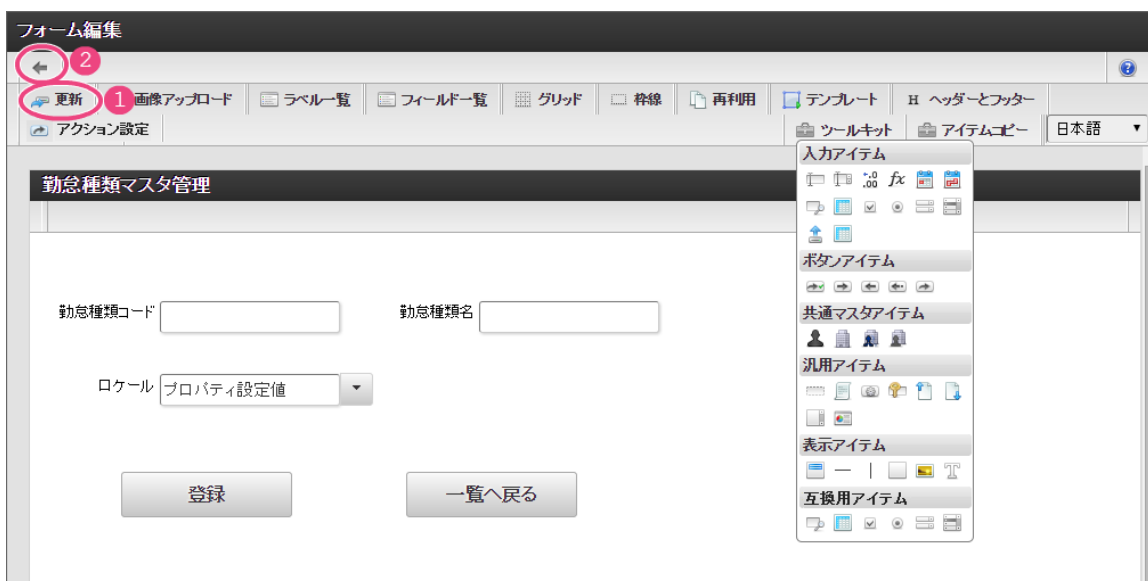 フォーム編集
2
更新 1 画像アップロード ラベル一覧 フィールド一覧 グリッド 枠線 再利用 テンプレート H ヘッダーとフッター
アクション設定 ツールキット アイテムコピー 日本語
入力アイテム
勤怠種類マスタ管理
+.0 .00 fx
ボタンアイテム
勤怠種類コード 勤怠種類名
共通マスタアイテム
汎用アイテム
ロケール プロパティ設定値
表示アイテム
T
登録 一覧へ戻る
互換用アイテム